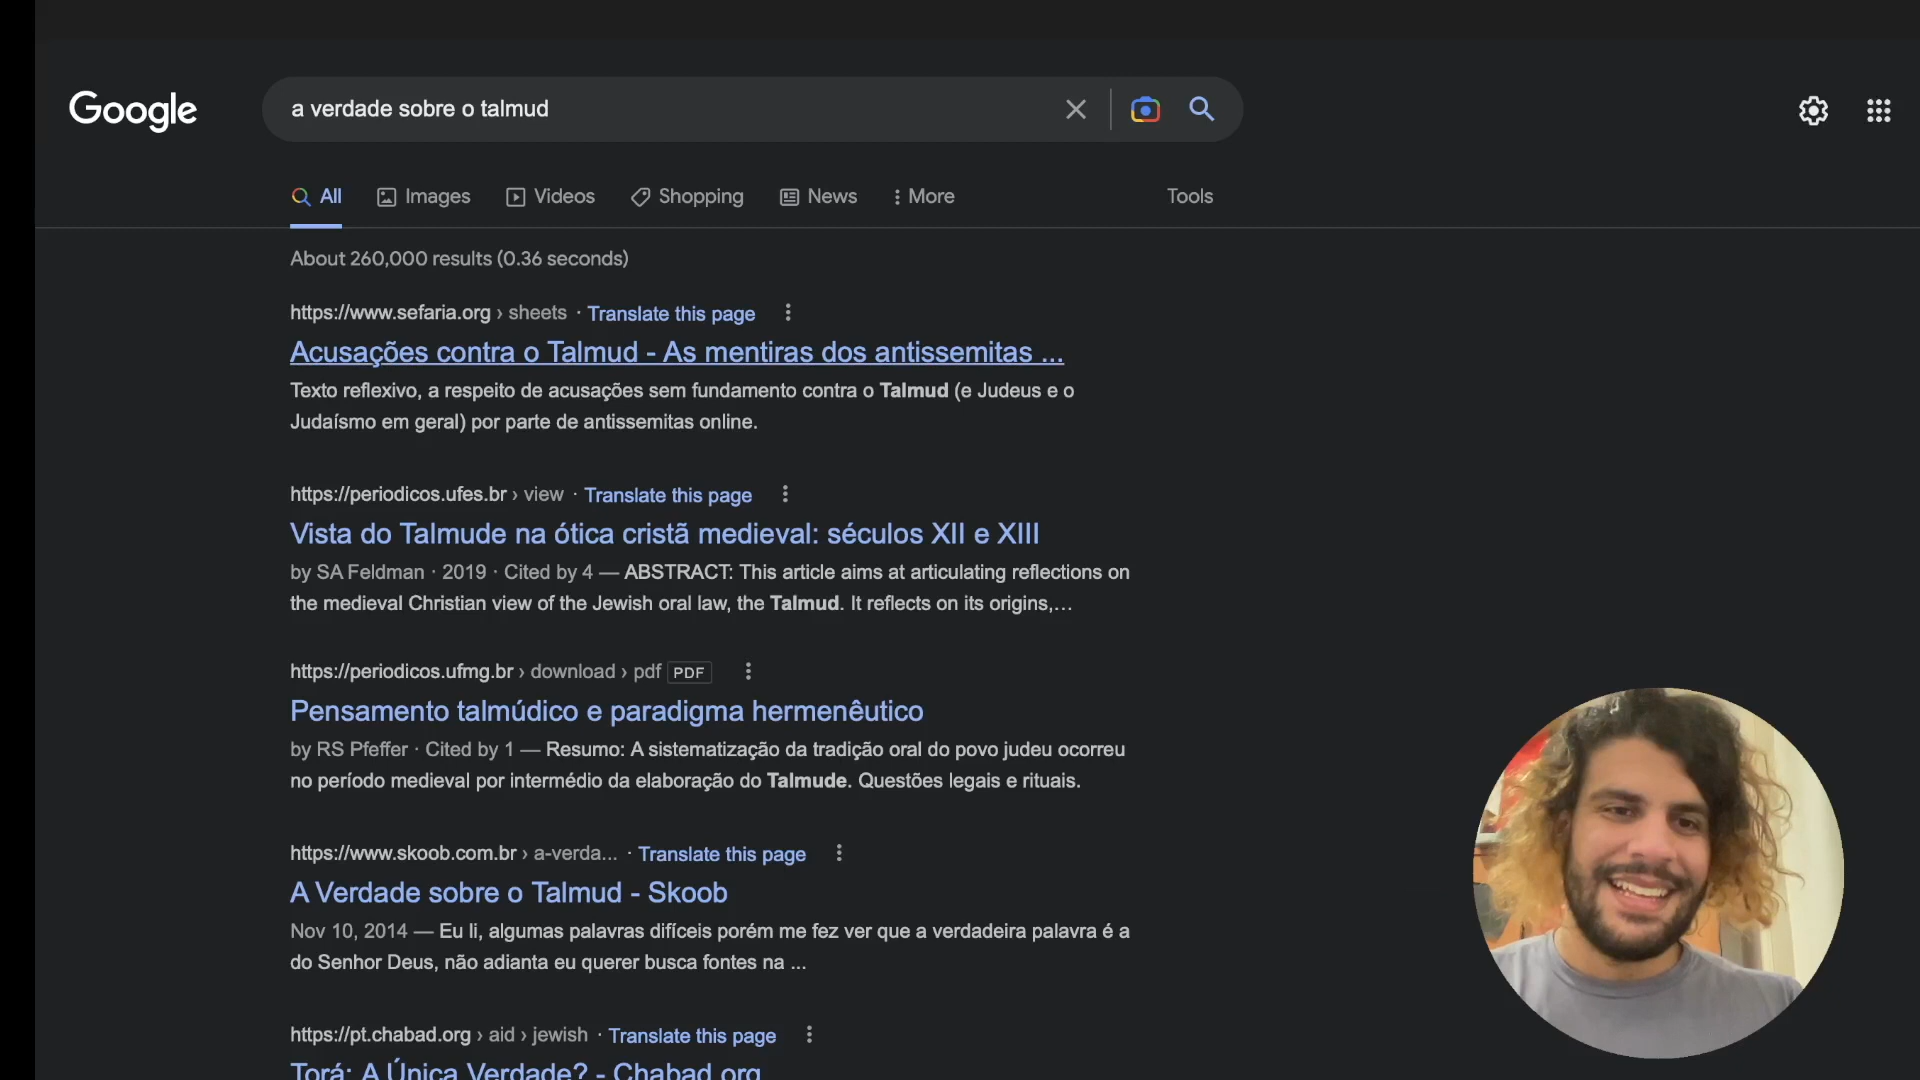 Google
a verdade sobre o talmud
All Images Videos Shopping News More Tools
About 260,000 results (0.36 seconds)
https://www.sefaria.org › sheets · Translate this page
Acusações contra o Talmud - As mentiras dos antissemitas ...
Texto reflexivo, a respeito de acusações sem fundamento contra o Talmud (e Judeus e o
Judaísmo em geral) por parte de antissemitas online.
https://periodicos.ufes.br › view · Translate this page
Vista do Talmude na ótica cristã medieval: séculos XII e XIII
by SA Feldman · 2019 · Cited by 4 — ABSTRACT: This article aims at articulating reflections on
the medieval Christian view of the Jewish oral law, the Talmud. It reflects on its origins,...
https://periodicos.ufmg.br › download › pdf PDF
Pensamento talmúdico e paradigma hermenêutico
by RS Pfeffer · Cited by 1 — Resumo: A sistematização da tradição oral do povo judeu ocorreu
no período medieval por intermédio da elaboração do Talmude. Questões legais e rituais.
https://www.skoob.com.br › a-verda... · Translate this page
A Verdade sobre o Talmud - Skoob
Nov 10, 2014 — Eu li, algumas palavras difíceis porém me fez ver que a verdadeira palavra é a
do Senhor Deus, não adianta eu querer busca fontes na ...
https://pt.chabad.org › aid › jewish · Translate this page
Torá: A Única Verdade? - Chabad.org